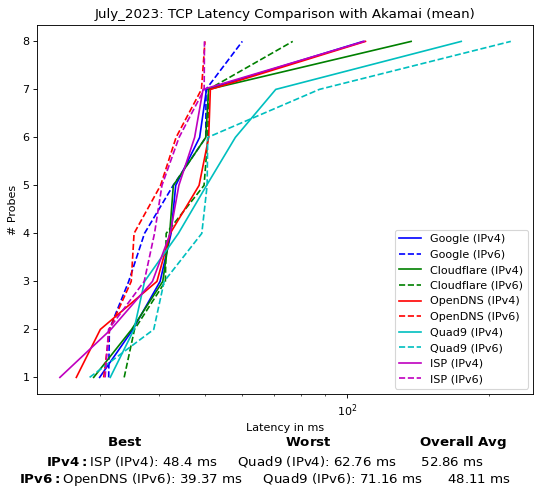 July_2023: TCP Latency Comparison with Akamai (mean)
# Probes
8
7
6
5
4
3
2
1
Google (IPv4)
Google (IPv6)
Cloudflare (IPv4)
Cloudflare (IPv6)
OpenDNS (IPv4)
OpenDNS (IPv6)
Quad9 (IPv4)
Quad9 (IPv6)
ISP (IPv4)
ISP (IPv6)
10²
Latency in ms
Best Worst Overall Avg
IPv4: ISP (IPv4): 48.4 ms Quad9 (IPv4): 62.76 ms 52.86 ms
IPv6: OpenDNS (IPv6): 39.37 ms Quad9 (IPv6): 71.16 ms 48.11 ms